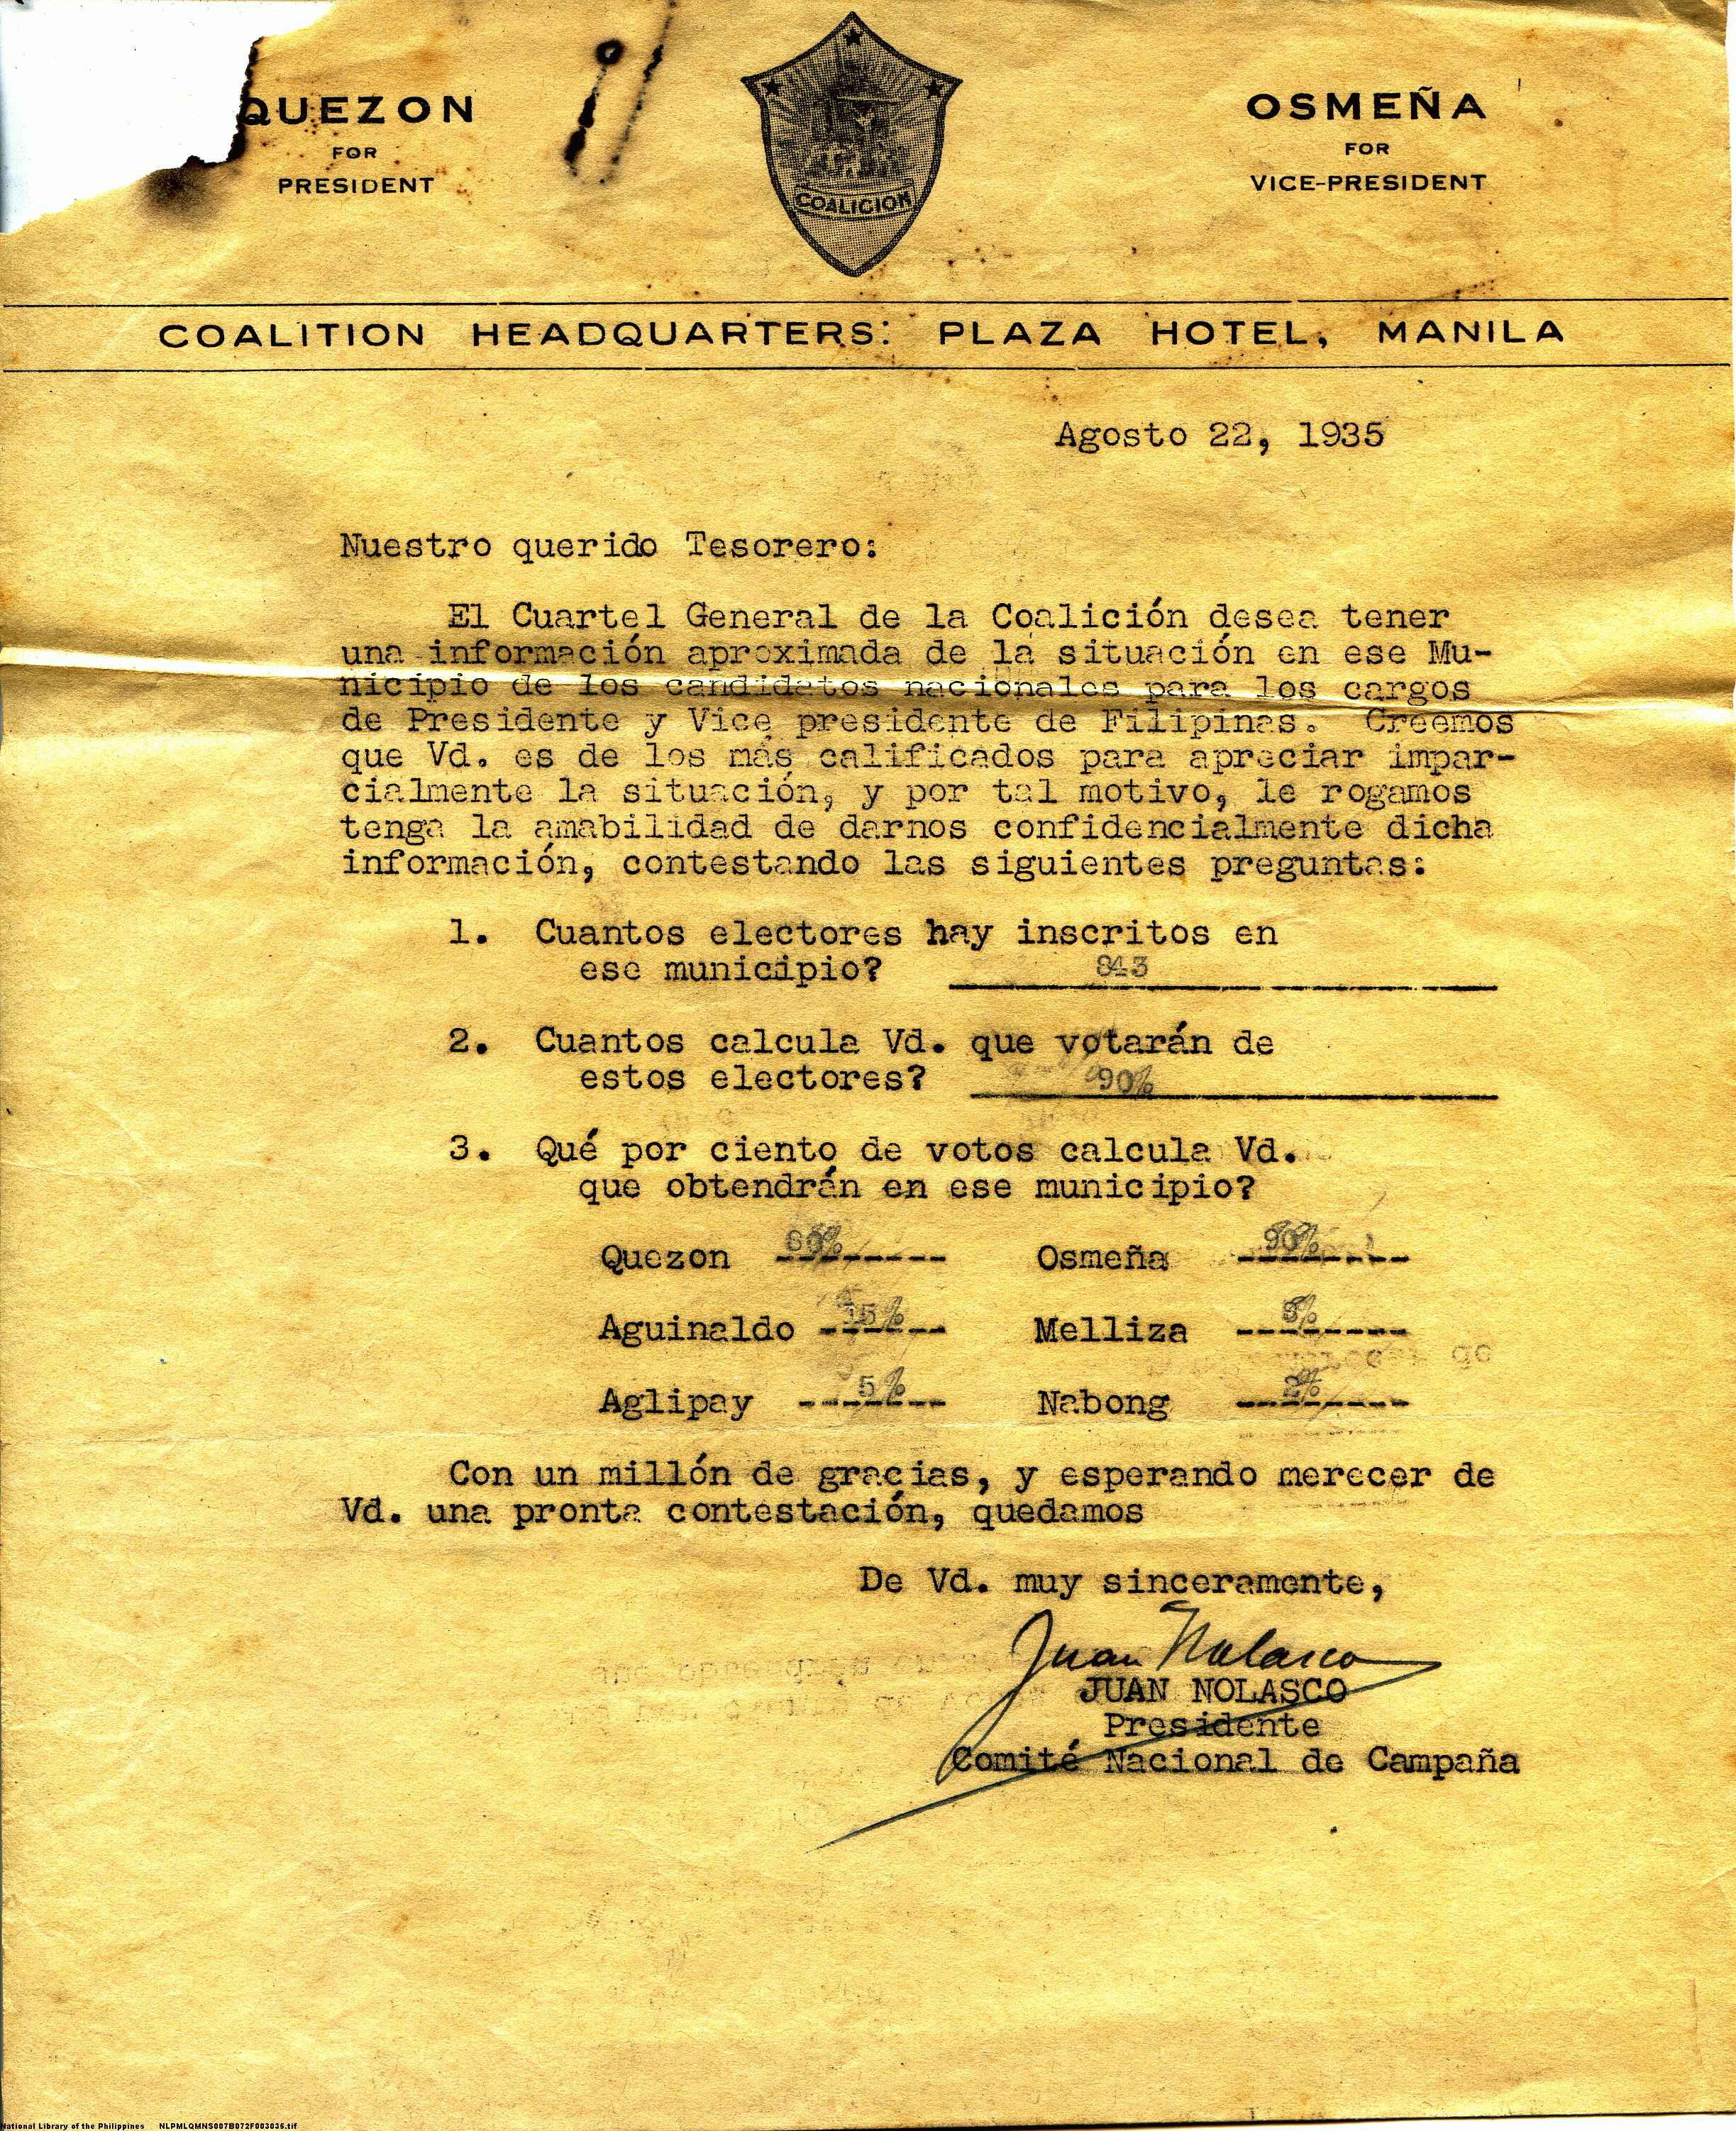 QUEZON
FOR
PRESIDENT
COALICION
OSMEÑA
FOR
VICE-PRESIDENT
COALITION HEADQUARTERS: PLAZA HOTEL, MANILA
Agosto 22, 1935
Nuestro querido Tesorero:
El Cuartel General de la Coalición desea tener
una información aproximada de la situación en ese Mu-
nicipio de los candidatos nacionales para los cargos
de Presidente y Vice presidente de Filipinas. Creemos
que Vd. es de los más calificados para apreciar impar-
cialmente la situación, y por tal motivo, le rogamos
tenga la amabilidad de darnos confidencialmente dicha
información, contestando las siguientes preguntas:
1. Cuantos electores hay inscritos en
ese municipio? 843
2. Cuantos calcula Vd. que votarán de
estos electores? 90%
3. Qué por ciento de votos calcula Vd.
que obtendrán en ese municipio?
Quezon 80% Osmeña 90%
Aguinaldo 15% Melliza 8%
Aglipay 5% Nabong 2%
Con un millón de gracias, y esperando merecer de
Vd. una pronta contestación, quedamos
De Vd. muy sinceramente,
Juan Nolasco
JUAN NOLASCO
Presidente
Comité Nacional de Campaña
National Library of the Philippines NLPMLQMNS007B072F003036.tif